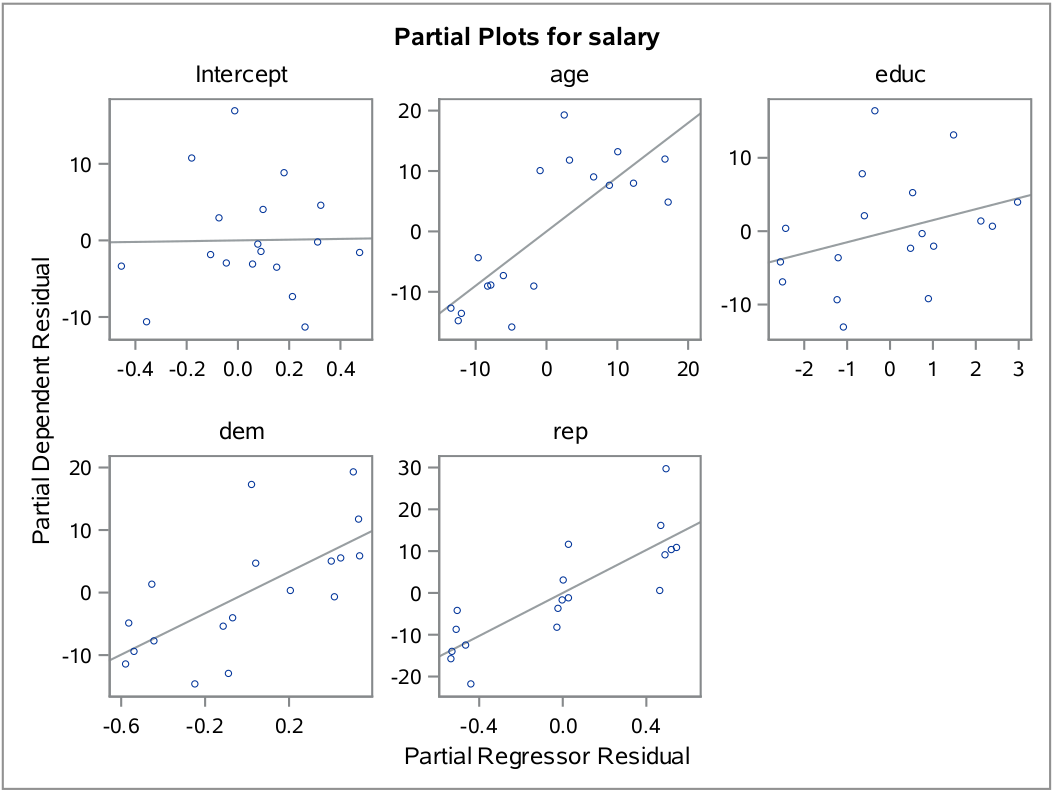 Partial Plots for salary
Intercept
age
educ
10
0
-10
-0.4 -0.2 0.0 0.2 0.4
20
10
0
-10
-10 0 10 20
10
0
-10
-2 -1 0 1 2 3
Partial Dependent Residual
dem
rep
20
10
0
-10
-0.6 -0.2 0.2
30
20
10
0
-10
-20
-0.4 0.0 0.4
Partial Regressor Residual